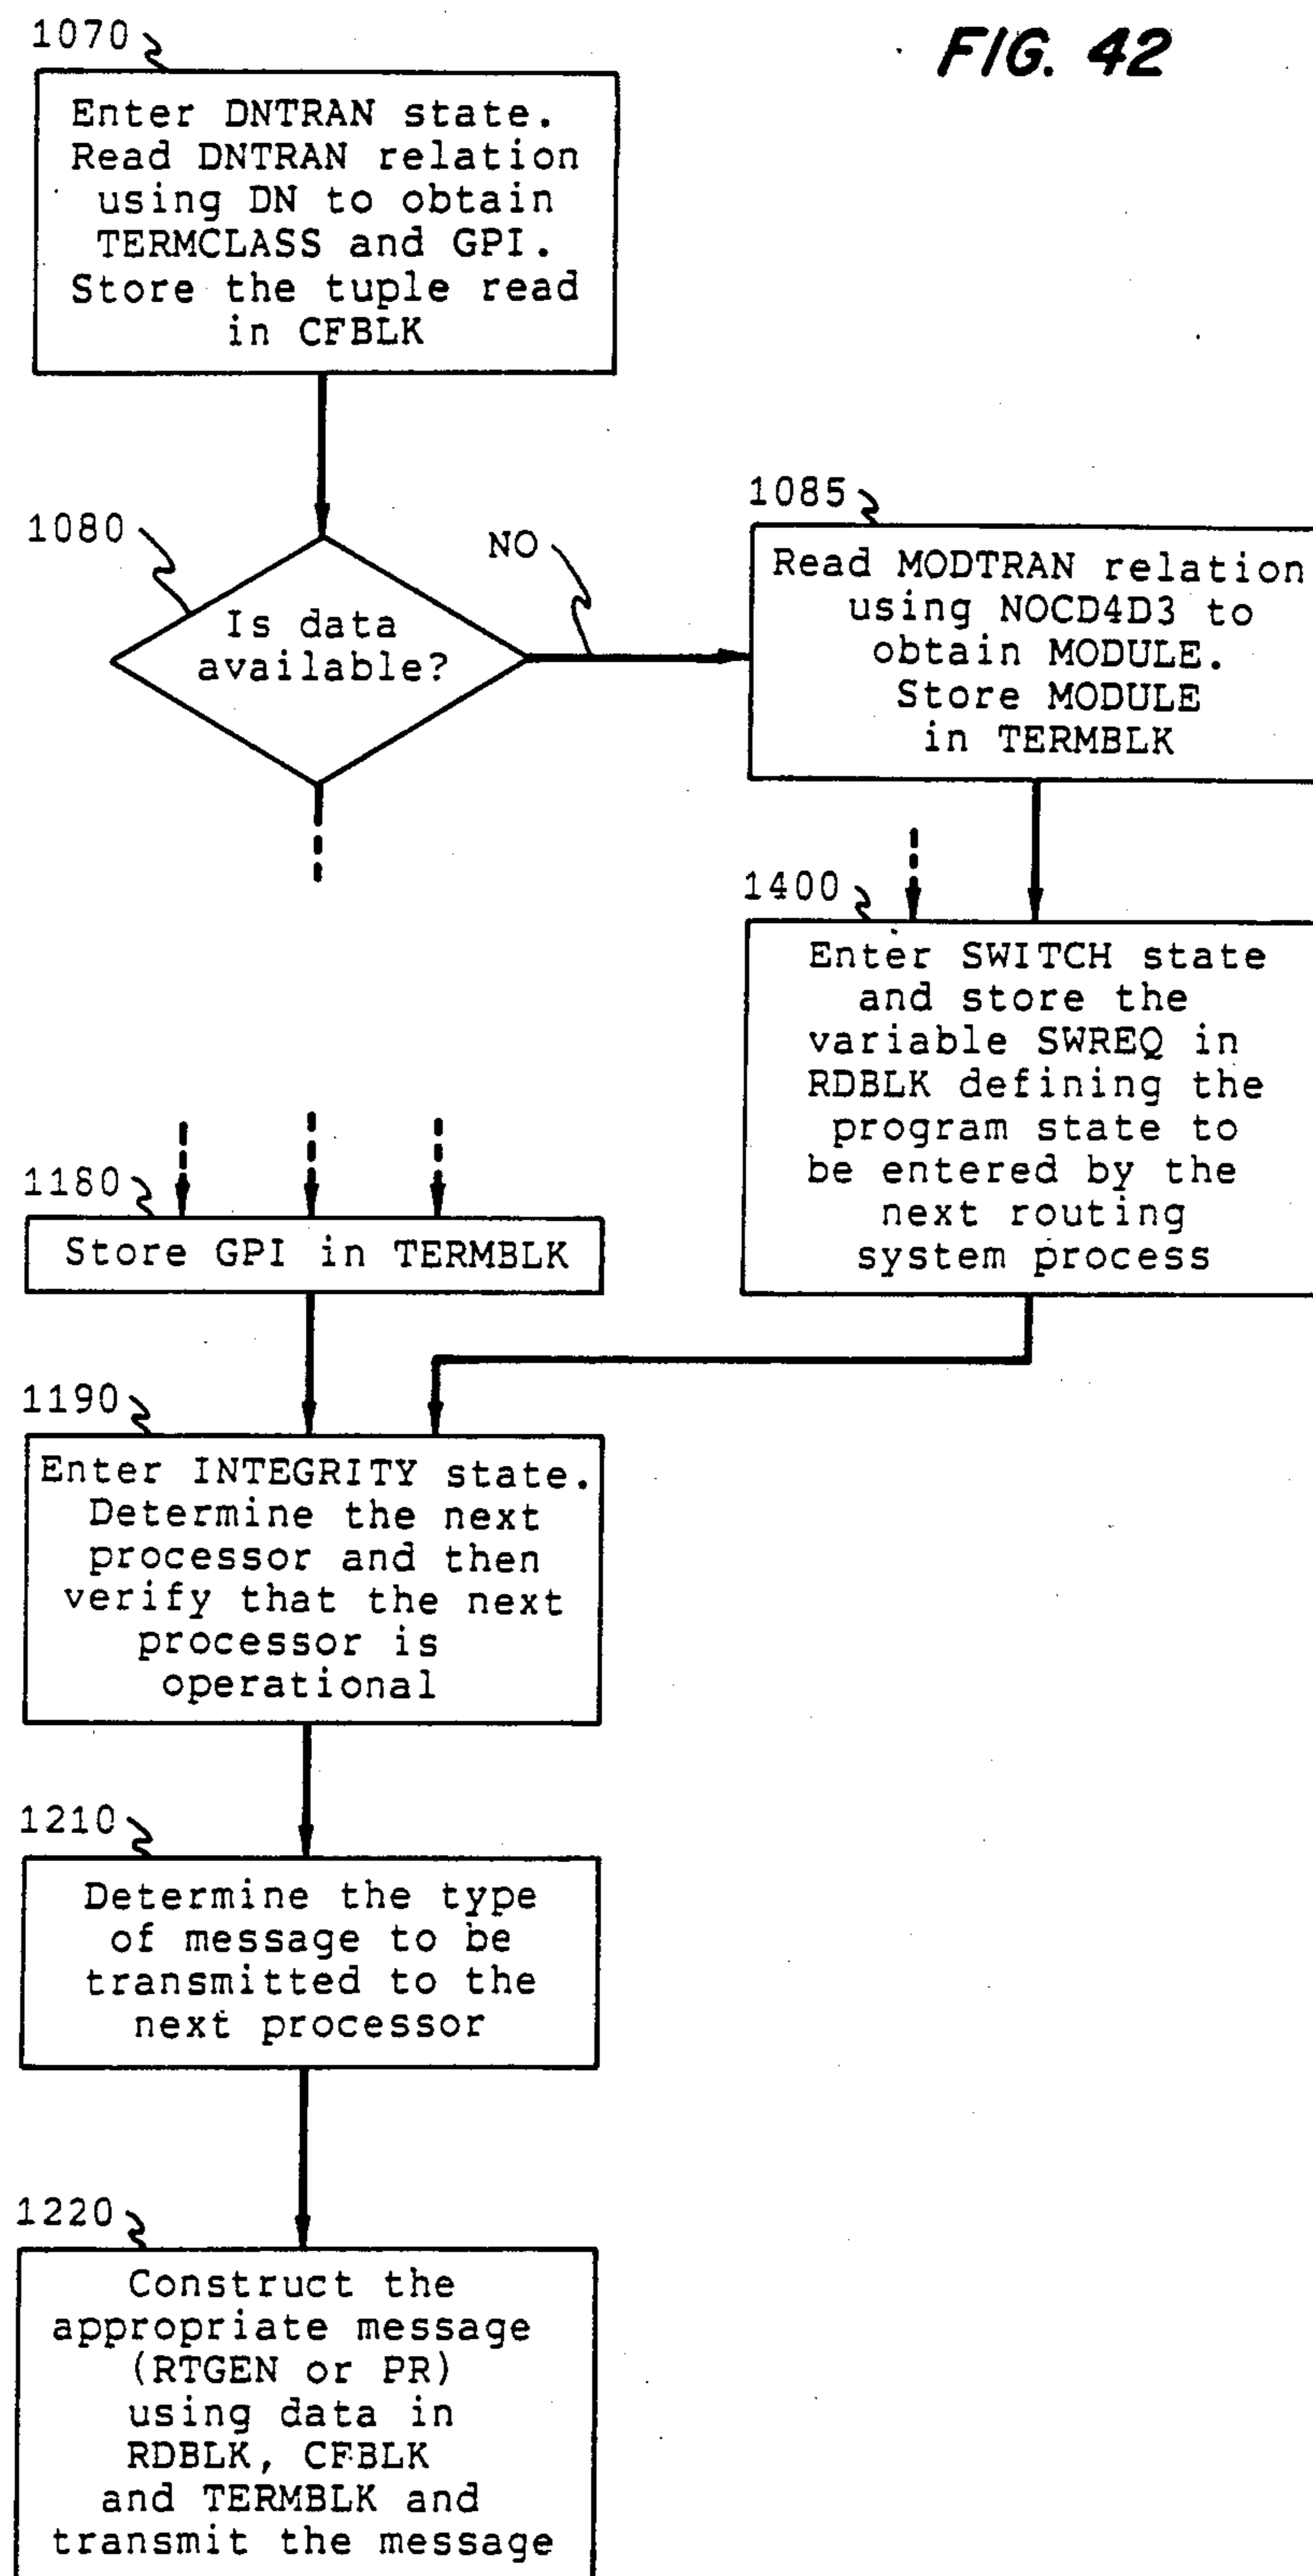 FIG. 42
1070
Enter DNTRAN state.
Read DNTRAN relation
using DN to obtain
TERMCLASS and GPI.
Store the tuple read
in CFBLK
1080
Is data
available?
NO
1085
Read MODTRAN relation
using NOCD4D3 to
obtain MODULE.
Store MODULE
in TERMBLK
1400
Enter SWITCH state
and store the
variable SWREQ in
RDBLK defining the
program state to
be entered by the
next routing
system process
1180
Store GPI in TERMBLK
1190
Enter INTEGRITY state.
Determine the next
processor and then
verify that the next
processor is
operational
1210
Determine the type
of message to be
transmitted to the
next processor
1220
Construct the
appropriate message
(RTGEN or PR)
using data in
RDBLK, CFBLK
and TERMBLK and
transmit the message